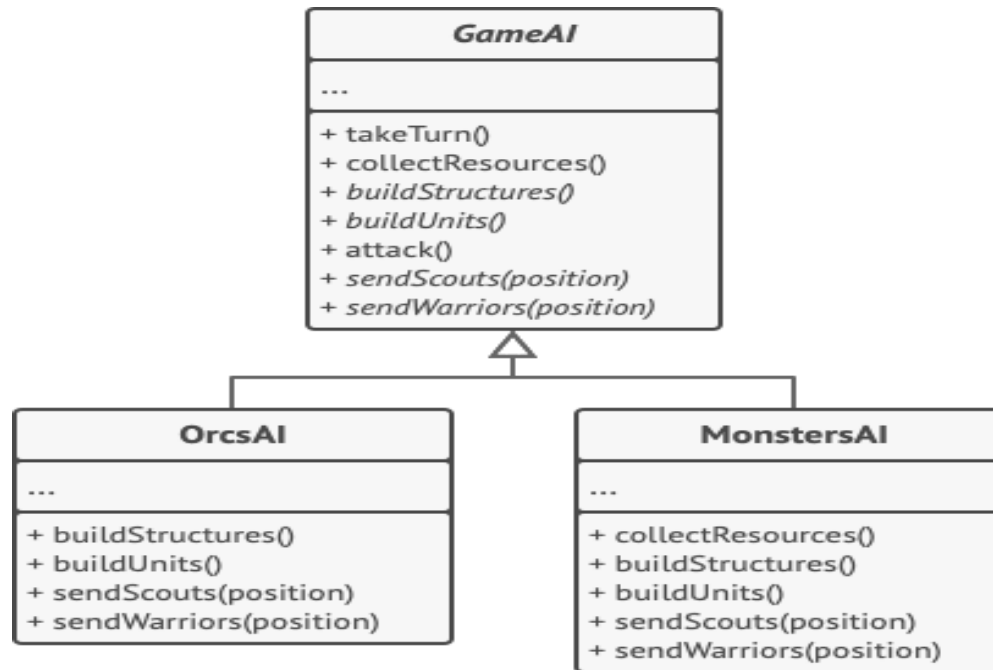 GameAI
...
+ takeTurn()
+ collectResources()
+ buildStructures()
+ buildUnits()
+ attack()
+ sendScouts(position)
+ sendWarriors(position)
OrcsAI
...
+ buildStructures()
+ buildUnits()
+ sendScouts(position)
+ sendWarriors(position)
MonstersAI
...
+ collectResources()
+ buildStructures()
+ buildUnits()
+ sendScouts(position)
+ sendWarriors(position)